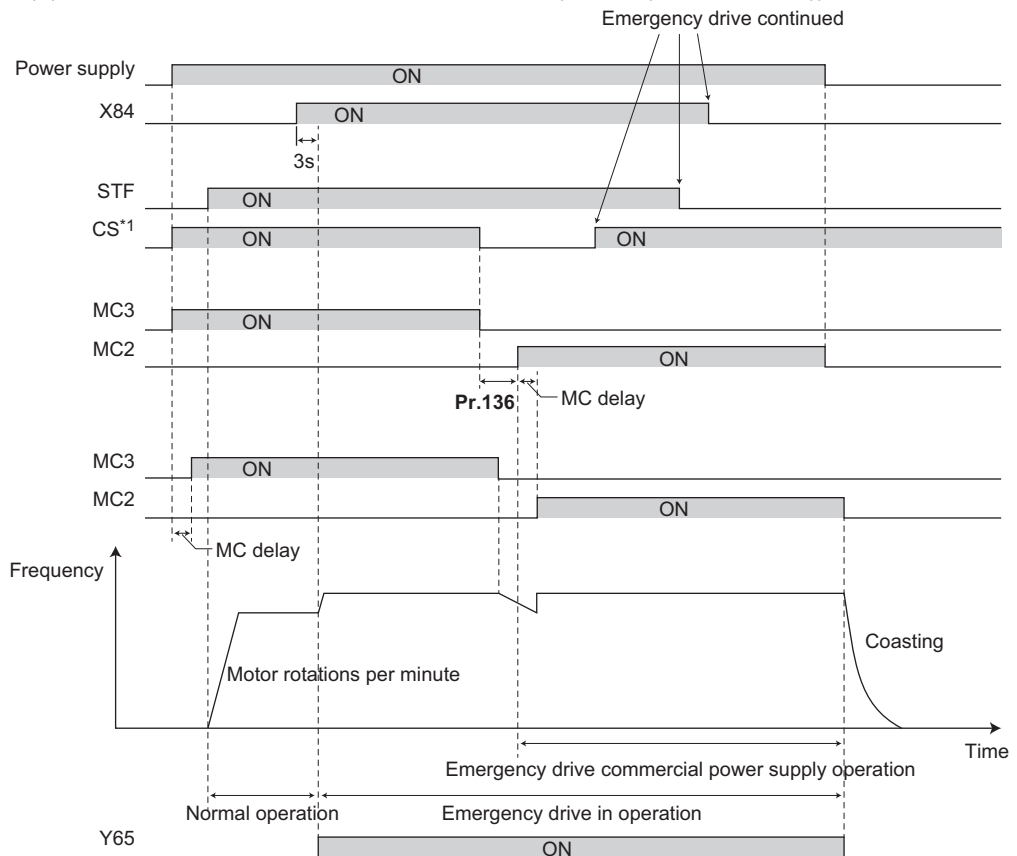 Emergency drive continued
Power supply
ON
X84
ON
3s
STF
ON
CS*1
ON
ON
MC3
ON
MC2
ON
Pr.136
MC delay
MC3
ON
MC2
ON
MC delay
Frequency
Coasting
Motor rotations per minute
Time
Emergency drive commercial power supply operation
Normal operation
Emergency drive in operation
Y65
ON